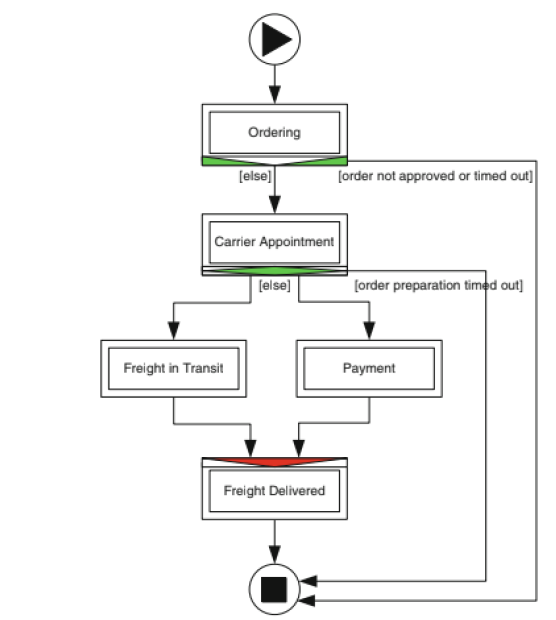 Ordering
[else]
[order not approved or timed out]
Carrier Appointment
[else]
[order preparation timed out]
Freight in Transit
Payment
Freight Delivered